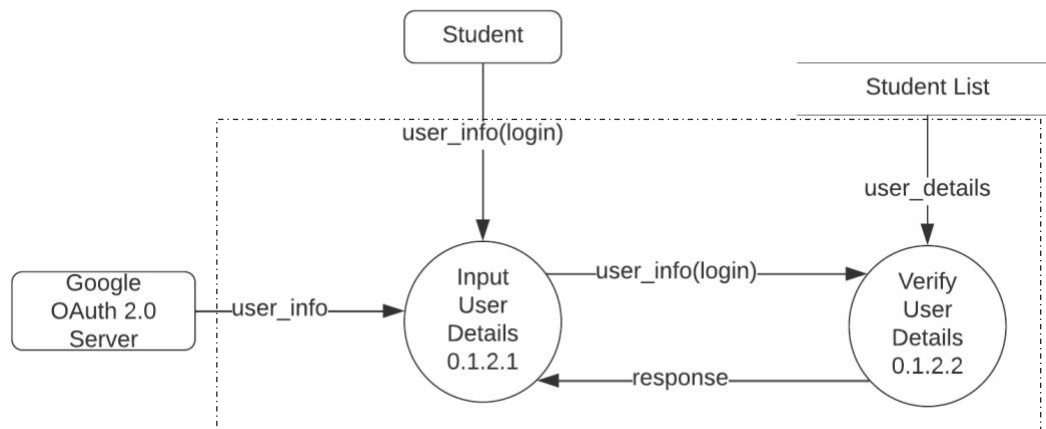 Student
Student List
user_info(login)
user_details
Google
OAuth 2.0
Server
user_info
Input
User
Details
0.1.2.1
user_info(login)
Verify
User
Details
0.1.2.2
response